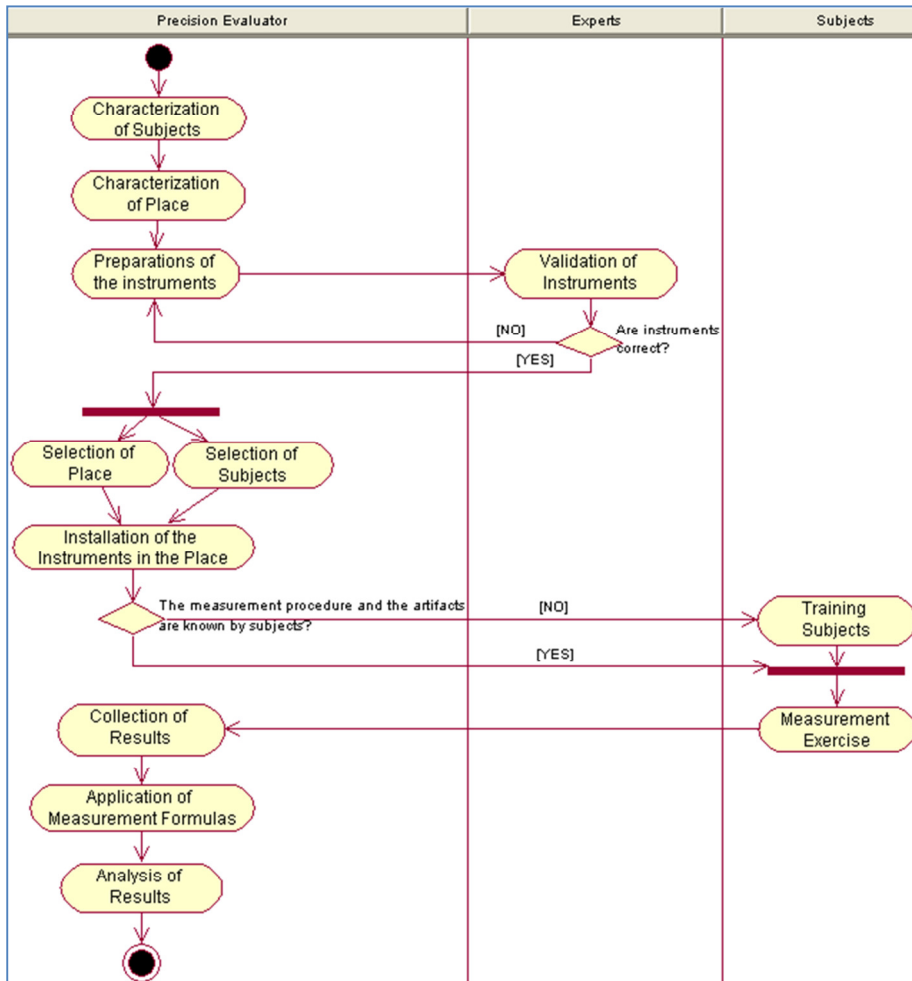 Precision Evaluator
Experts
Subjects
Characterization
of Subjects
Characterization
of Place
Preparations of
the instruments
Validation of
Instruments
[NO]
Are instruments
correct?
[YES]
Selection of
Place
Selection of
Subjects
Installation of the
Instruments in the Place
The measurement procedure and the artifacts
are known by subjects?
[NO]
Training
Subjects
[YES]
Collection of
Results
Measurement
Exercise
Application of
Measurement Formulas
Analysis of
Results